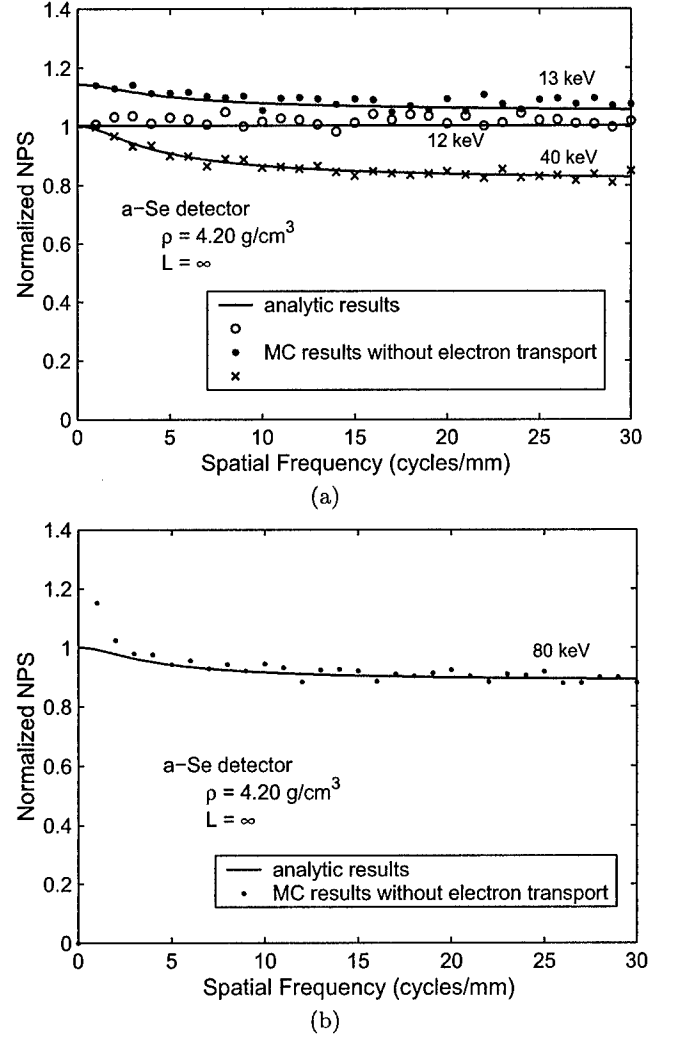 1.4
1.2
1
0.8
0.6
0.4
0.2
0
Normalized NPS
13 keV
12 keV
40 keV
a-Se detector
ρ = 4.20 g/cm³
L = ∞
analytic results
MC results without electron transport
0 5 10 15 20 25 30
Spatial Frequency (cycles/mm)
(a)
1.4
1.2
1
0.8
0.6
0.4
0.2
0
Normalized NPS
80 keV
a-Se detector
ρ = 4.20 g/cm³
L = ∞
analytic results
MC results without electron transport
0 5 10 15 20 25 30
Spatial Frequency (cycles/mm)
(b)